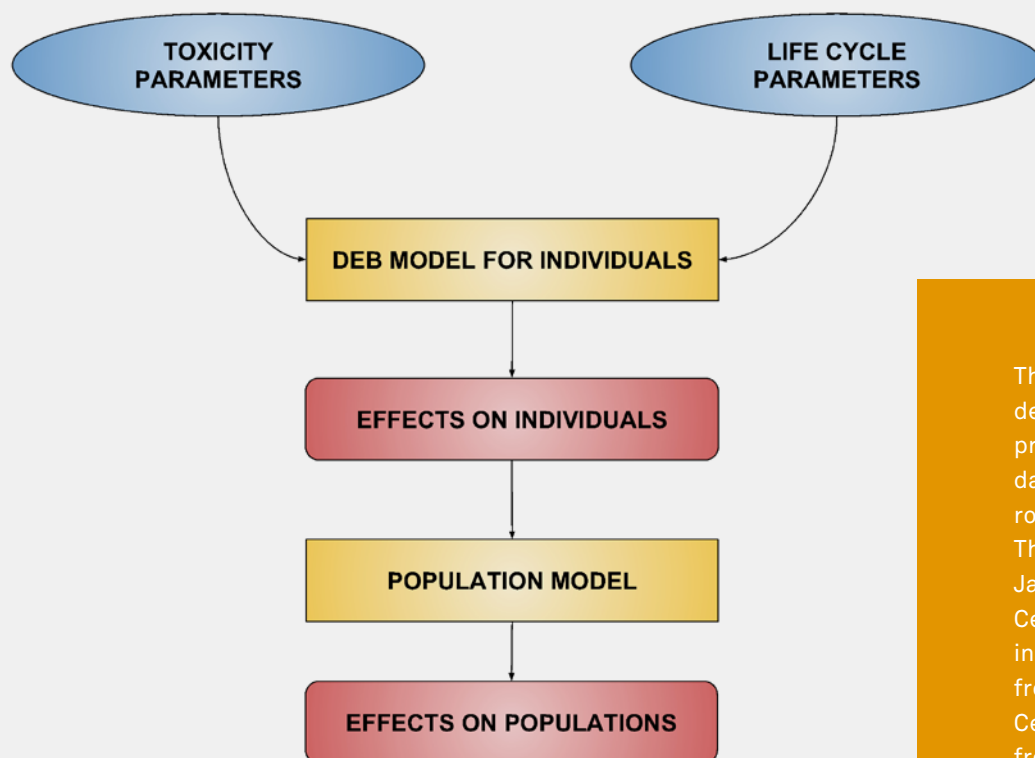 TOXICITY
PARAMETERS
LIFE CYCLE
PARAMETERS
DEB MODEL FOR INDIVIDUALS
EFFECTS ON INDIVIDUALS
POPULATION MODEL
EFFECTS ON POPULATIONS